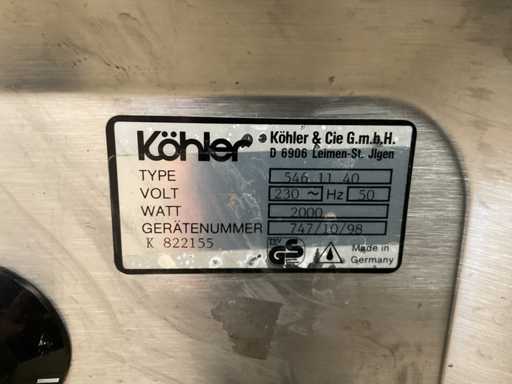 Köhler Köhler & Cie G.m.b.H.
D 6906 Leimen-St. Jlgen
TYPE 546 11 40
VOLT 230 ~ Hz 50
WATT 2000
GERÄTENUMMER 747/10/98
K 822155
GS
Made in
Germany